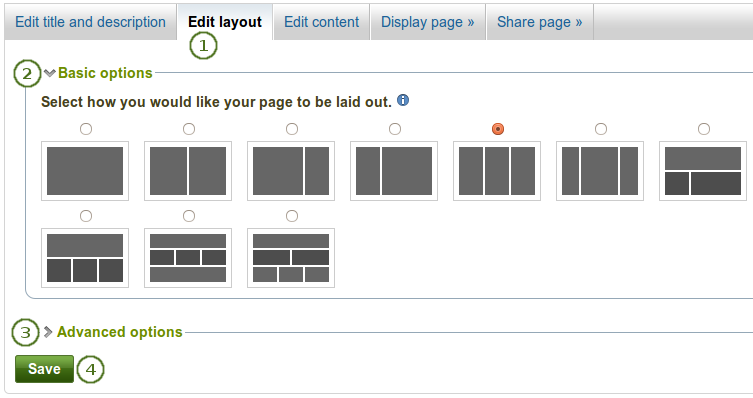 Edit title and description Edit layout Edit content Display page » Share page »
1
2 Basic options
Select how you would like your page to be laid out. i
3 Advanced options
Save 4